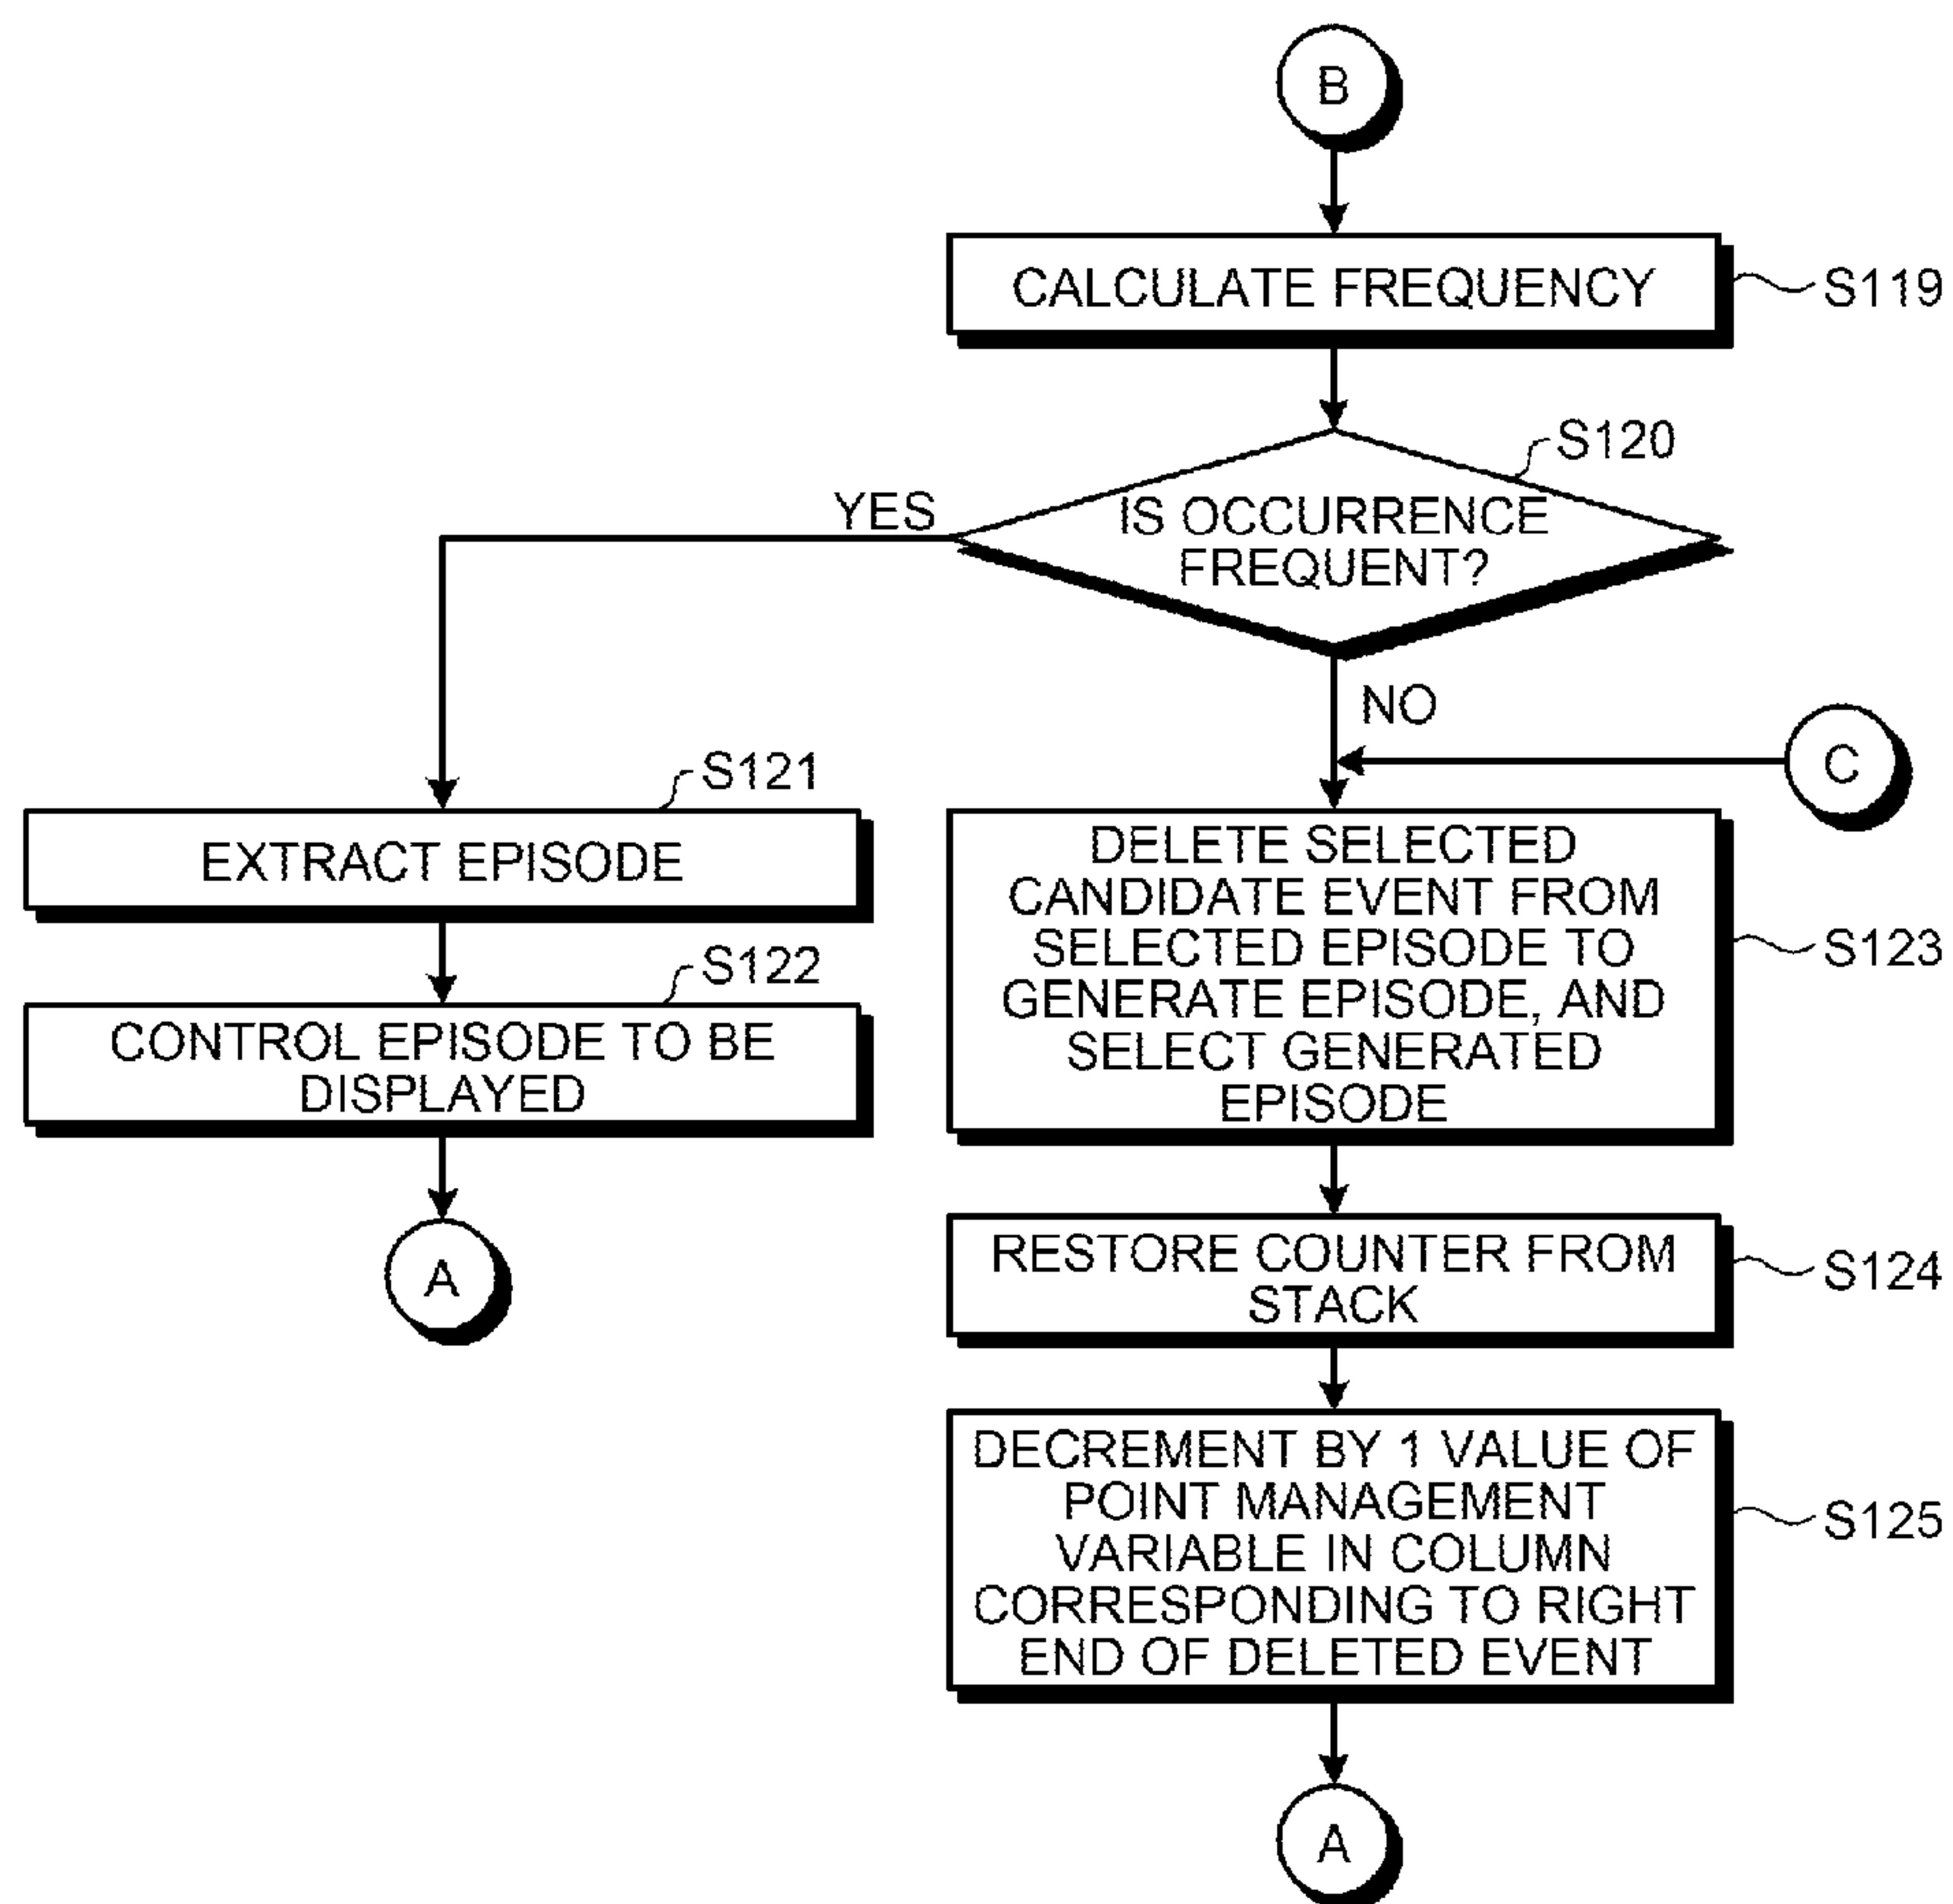 B
CALCULATE FREQUENCY
S119
S120
YES
IS OCCURRENCE
FREQUENT?
NO
C
S121
EXTRACT EPISODE
S122
CONTROL EPISODE TO BE
DISPLAYED
A
DELETE SELECTED
CANDIDATE EVENT FROM
SELECTED EPISODE TO
GENERATE EPISODE, AND
SELECT GENERATED
EPISODE
S123
RESTORE COUNTER FROM
STACK
S124
DECREMENT BY 1 VALUE OF
POINT MANAGEMENT
VARIABLE IN COLUMN
CORRESPONDING TO RIGHT
END OF DELETED EVENT
S125
A